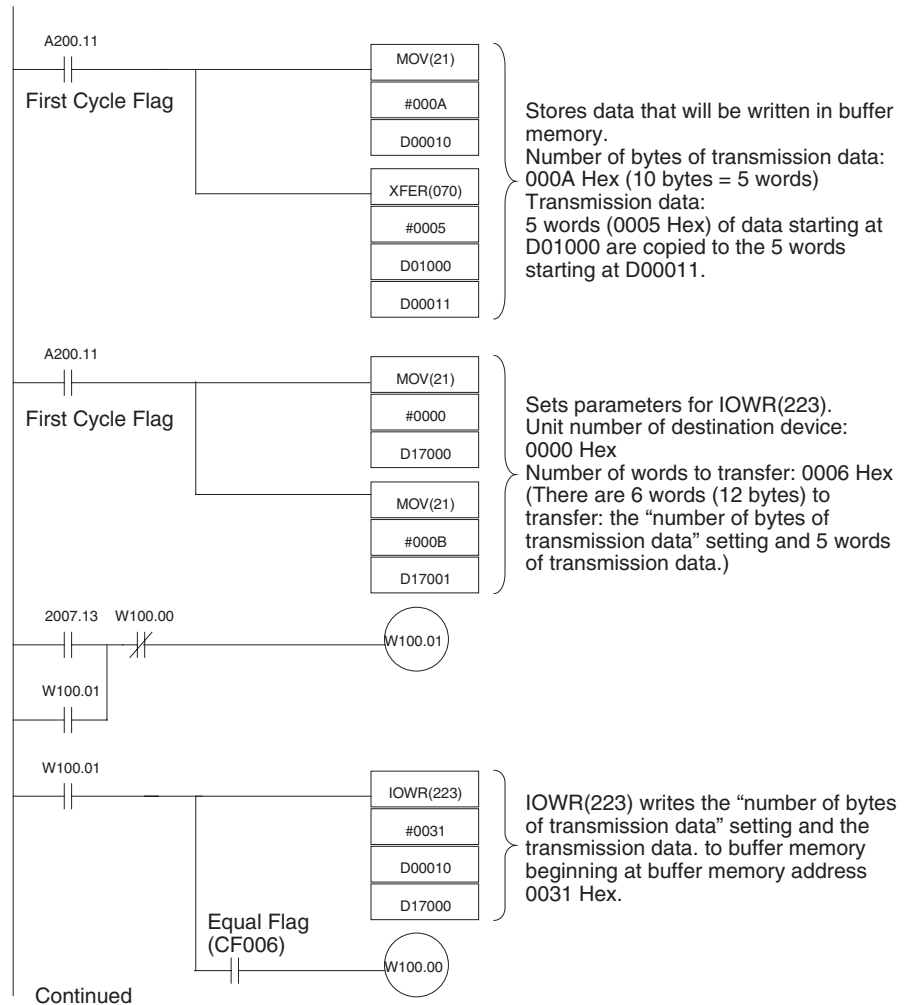 A200.11
First Cycle Flag
MOV(21)
#000A
D00010
XFER(070)
#0005
D01000
D00011
Stores data that will be written in buffer
memory.
Number of bytes of transmission data:
000A Hex (10 bytes = 5 words)
Transmission data:
5 words (0005 Hex) of data starting at
D01000 are copied to the 5 words
starting at D00011.
A200.11
First Cycle Flag
MOV(21)
#0000
D17000
MOV(21)
#000B
D17001
Sets parameters for IOWR(223).
Unit number of destination device:
0000 Hex
Number of words to transfer: 0006 Hex
(There are 6 words (12 bytes) to
transfer: the “number of bytes of
transmission data” setting and 5 words
of transmission data.)
2007.13 W100.00
W100.01
W100.01
W100.01
IOWR(223)
#0031
D00010
D17000
IOWR(223) writes the “number of bytes
of transmission data” setting and the
transmission data. to buffer memory
beginning at buffer memory address
0031 Hex.
Equal Flag
(CF006)
W100.00
Continued